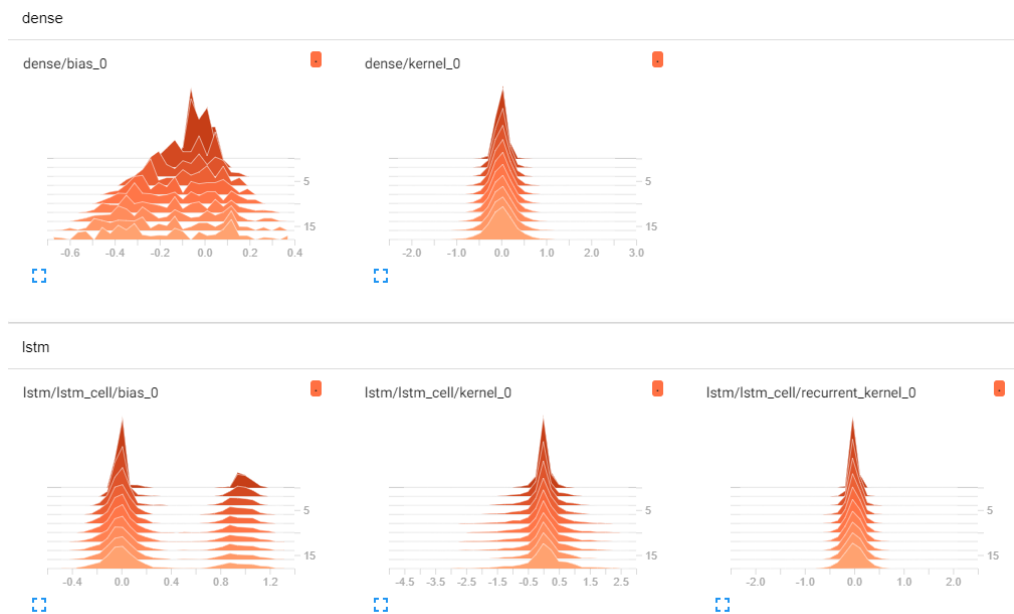 dense
dense/bias_0 dense/kernel_0
5 5
15 15
-0.6 -0.4 -0.2 0.0 0.2 0.4 -2.0 -1.0 0.0 1.0 2.0 3.0
lstm
lstm/lstm_cell/bias_0 lstm/lstm_cell/kernel_0 lstm/lstm_cell/recurrent_kernel_0
5 5 5
15 15 15
-0.4 0.0 0.4 0.8 1.2 -4.5 -3.5 -2.5 -1.5 -0.5 0.5 1.5 2.5 -2.0 -1.0 0.0 1.0 2.0